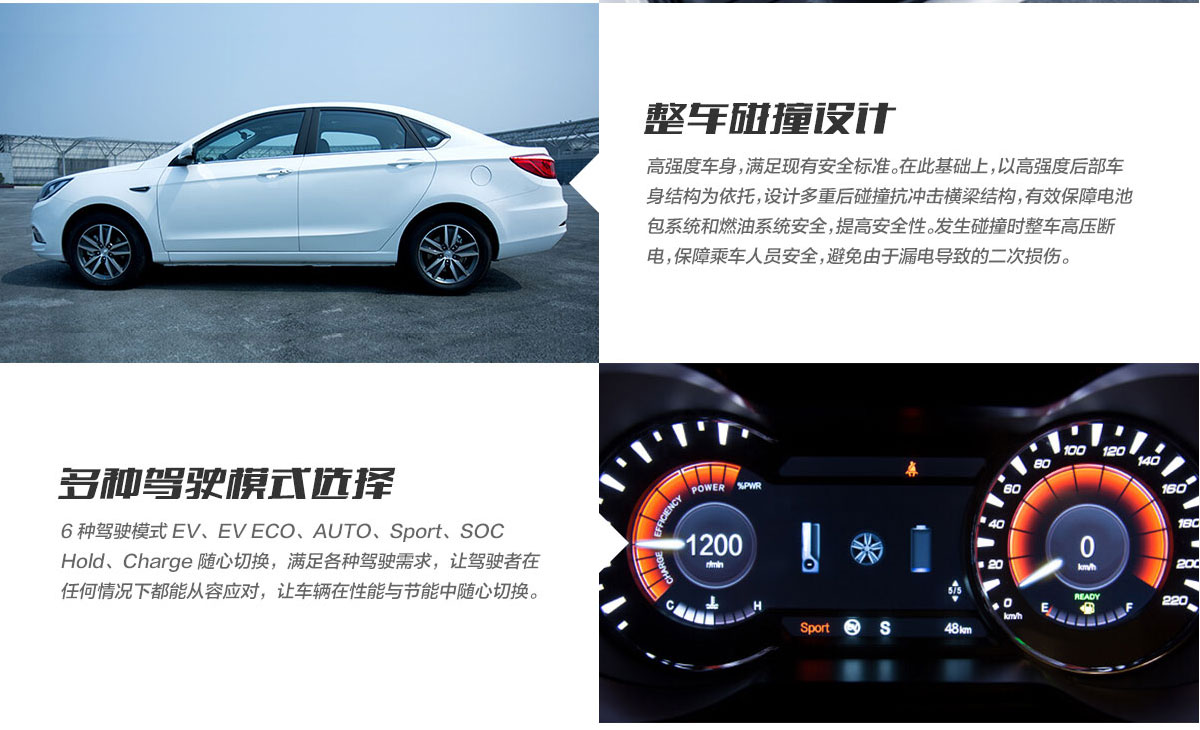 整车碰撞设计
高强度车身，满足现有安全标准。在此基础上，以高强度后部车
身结构为依托，设计多重后碰撞抗冲击横梁结构，有效保障电池
包系统和燃油系统安全，提高安全性。发生碰撞时整车高压断
电，保障乘车人员安全，避免由于漏电导致的二次损伤。
多种驾驶模式选择
6 种驾驶模式 EV、EV ECO、AUTO、Sport、SOC
Hold、Charge 随心切换，满足各种驾驶需求，让驾驶者在
任何情况下都能从容应对，让车辆在性能与节能中随心切换。
CHARGE EFFICIENCY POWER %PWR
1200
r/min
C H
5/5
Sport S 48km
0 20 40 60 80 100 120 140 160 180 200 220
km/h
0
km/h
READY
E F